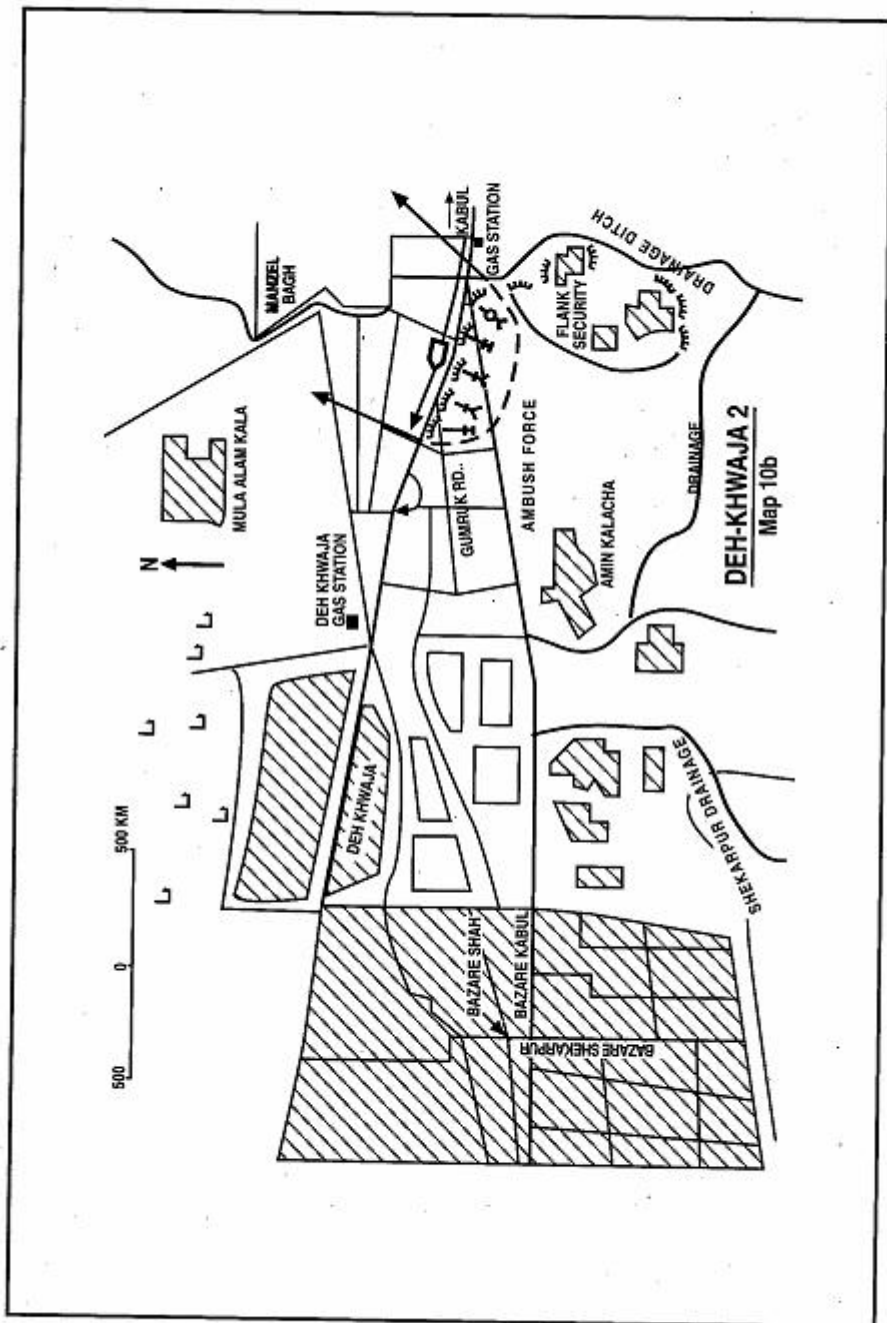 500
0
500 KM
N
MANZEL
BAGH
MULA ALAM KALA
DEH KHWAJA
GAS STATION
DEH KHWAJA
KABUL
GAS STATION
GUMRUK RD..
AMBUSH FORCE
FLANK
SECURITY
DRAINAGE DITCH
DRAINAGE
AMIN KALACHA
BAZARE SHAH
BAZARE KABUL
BAZARE SHEKARPUR
SHEKARPUR DRAINAGE
DEH-KHWAJA 2
Map 10b